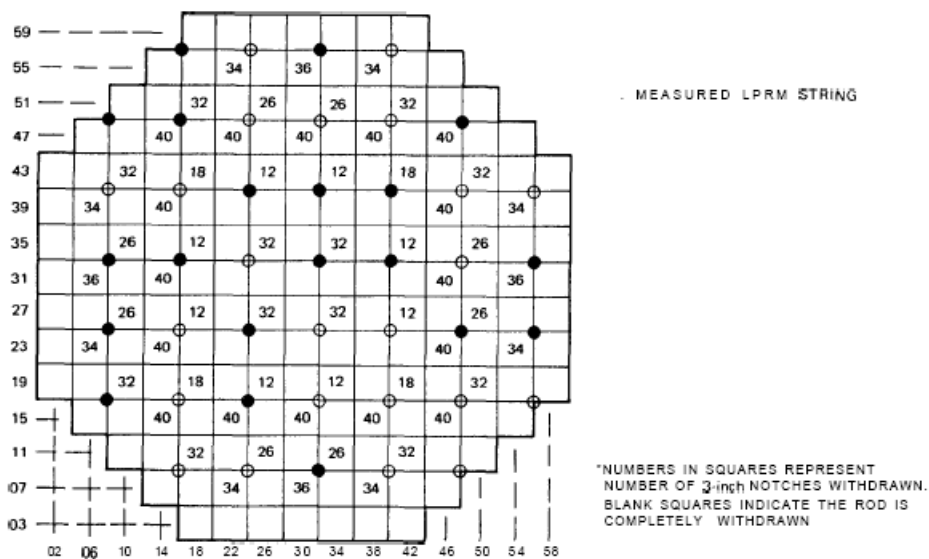 59
34 36 34
55
. MEASURED LPRM STRING
51
32 26 26 32
47
40 40 40 40 40
43
32 18 12 12 18 32
39
34 40 40 34
35
26 12 32 32 12 26
31
36 40 40 36
27
26 12 32 32 12 26
23
34 40 40 34
19
32 18 12 12 18 32
15
40 40 40 40 40
11
32 26 26 32
"NUMBERS IN SQUARES REPRESENT
NUMBER OF 3-inch NOTCHES WITHDRAWN.
BLANK SQUARES INDICATE THE ROD IS
COMPLETELY WITHDRAWN
07
34 36 34
03
02 06 10 14 18 22 26 30 34 38 42 46 50 54 58